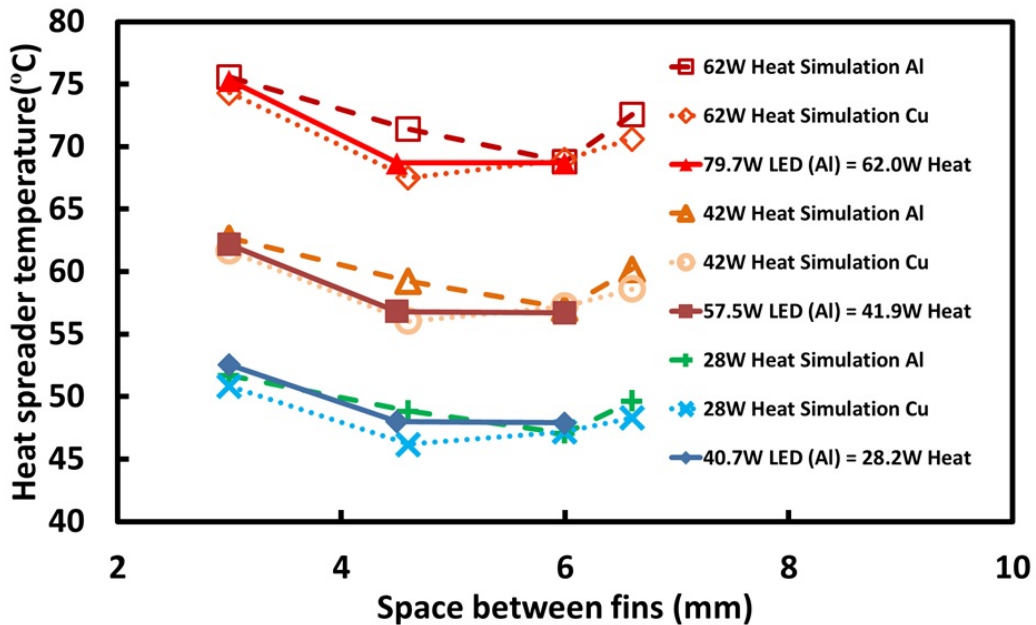 Heat spreader temperature(ºC)
80
75
70
65
60
55
50
45
40
62W Heat Simulation Al
62W Heat Simulation Cu
79.7W LED (Al) = 62.0W Heat
42W Heat Simulation Al
42W Heat Simulation Cu
57.5W LED (Al) = 41.9W Heat
28W Heat Simulation Al
28W Heat Simulation Cu
40.7W LED (Al) = 28.2W Heat
2 4 6 8 10
Space between fins (mm)